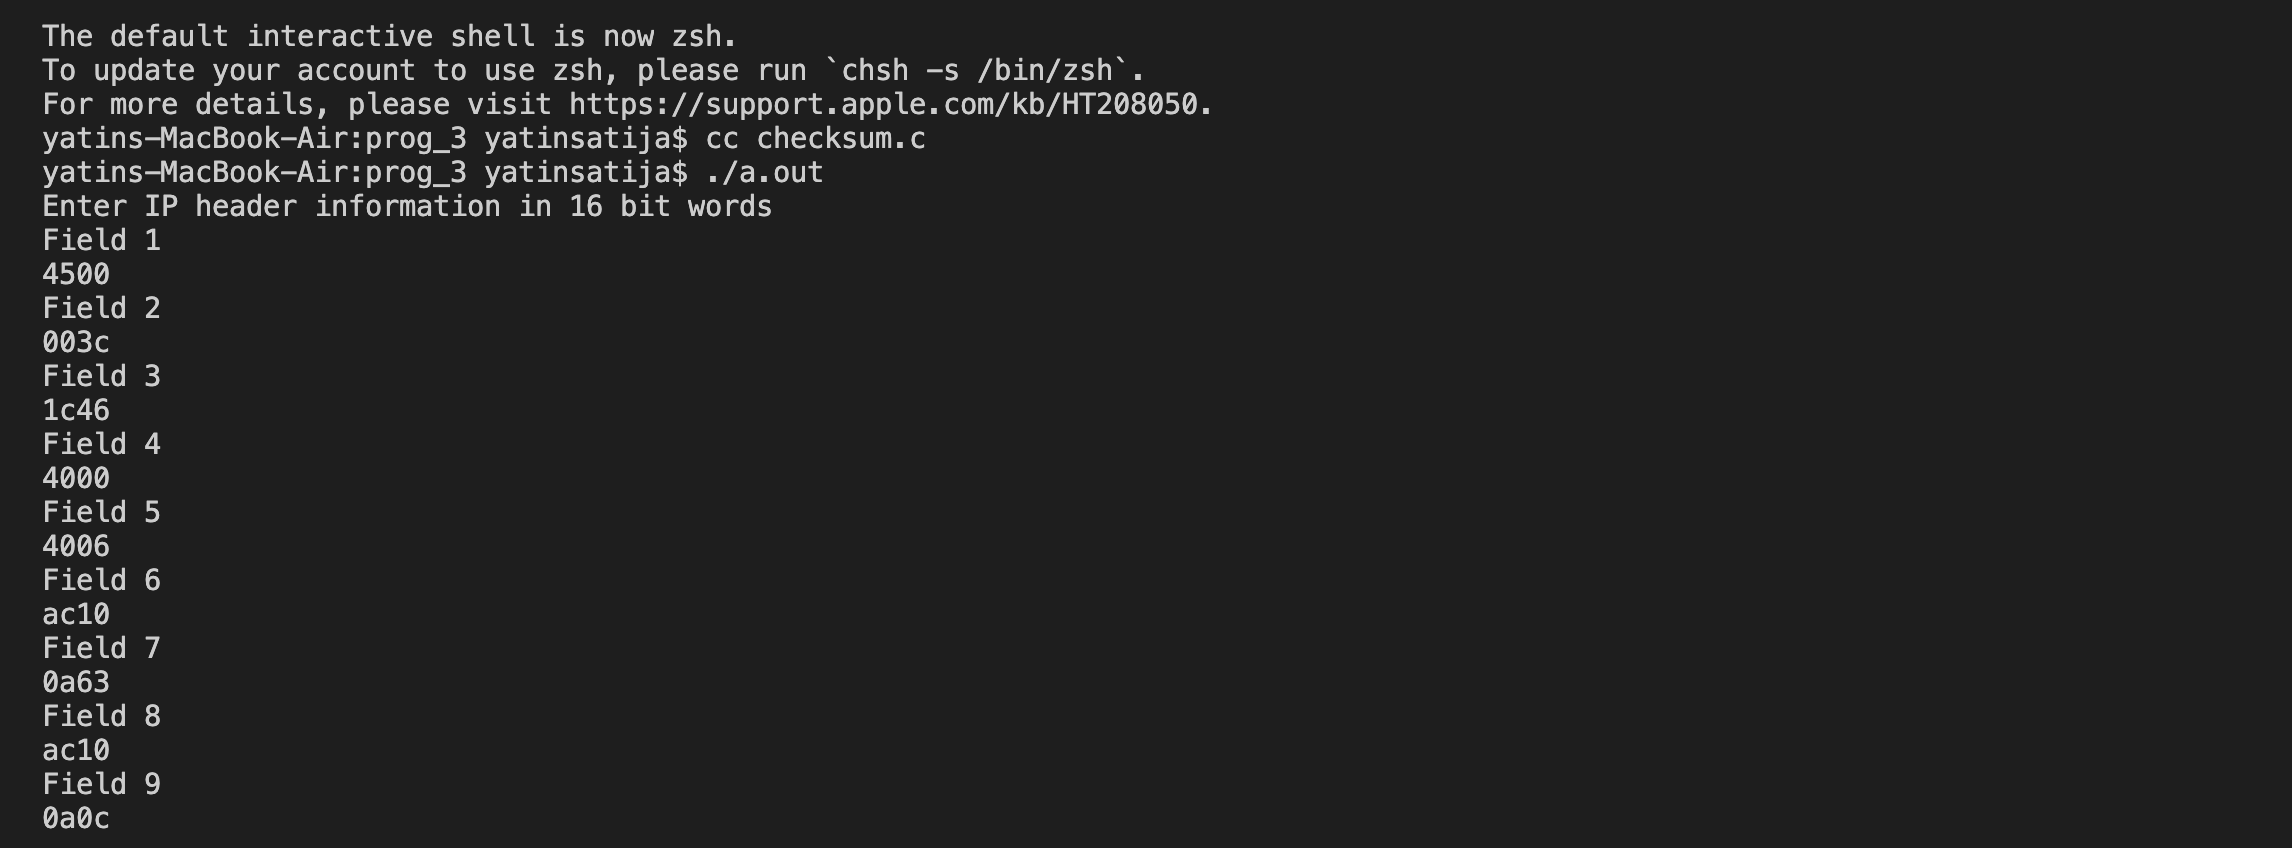 The default interactive shell is now zsh.
To update your account to use zsh, please run `chsh -s /bin/zsh`.
For more details, please visit https://support.apple.com/kb/HT208050.
yatins-MacBook-Air:prog_3 yatinsatija$ cc checksum.c
yatins-MacBook-Air:prog_3 yatinsatija$ ./a.out
Enter IP header information in 16 bit words
Field 1
4500
Field 2
003c
Field 3
1c46
Field 4
4000
Field 5
4006
Field 6
ac10
Field 7
0a63
Field 8
ac10
Field 9
0a0c